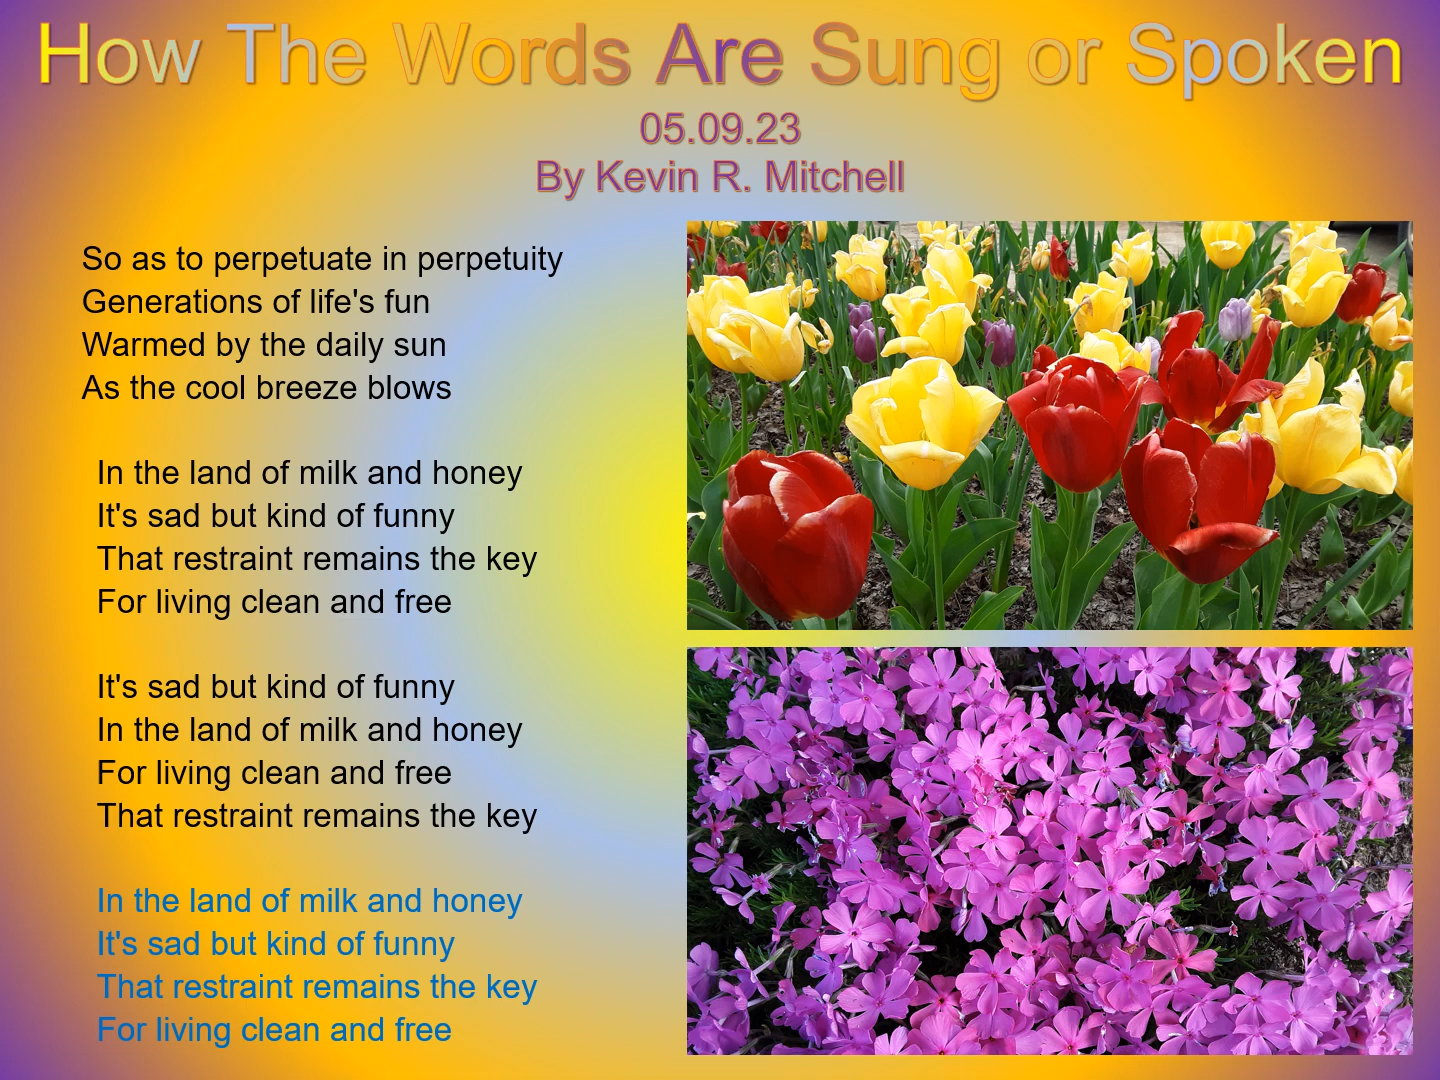 How The Words Are Sung or Spoken
05.09.23
By Kevin R. Mitchell
So as to perpetuate in perpetuity
Generations of life's fun
Warmed by the daily sun
As the cool breeze blows
In the land of milk and honey
It's sad but kind of funny
That restraint remains the key
For living clean and free
It's sad but kind of funny
In the land of milk and honey
For living clean and free
That restraint remains the key
In the land of milk and honey
It's sad but kind of funny
That restraint remains the key
For living clean and free